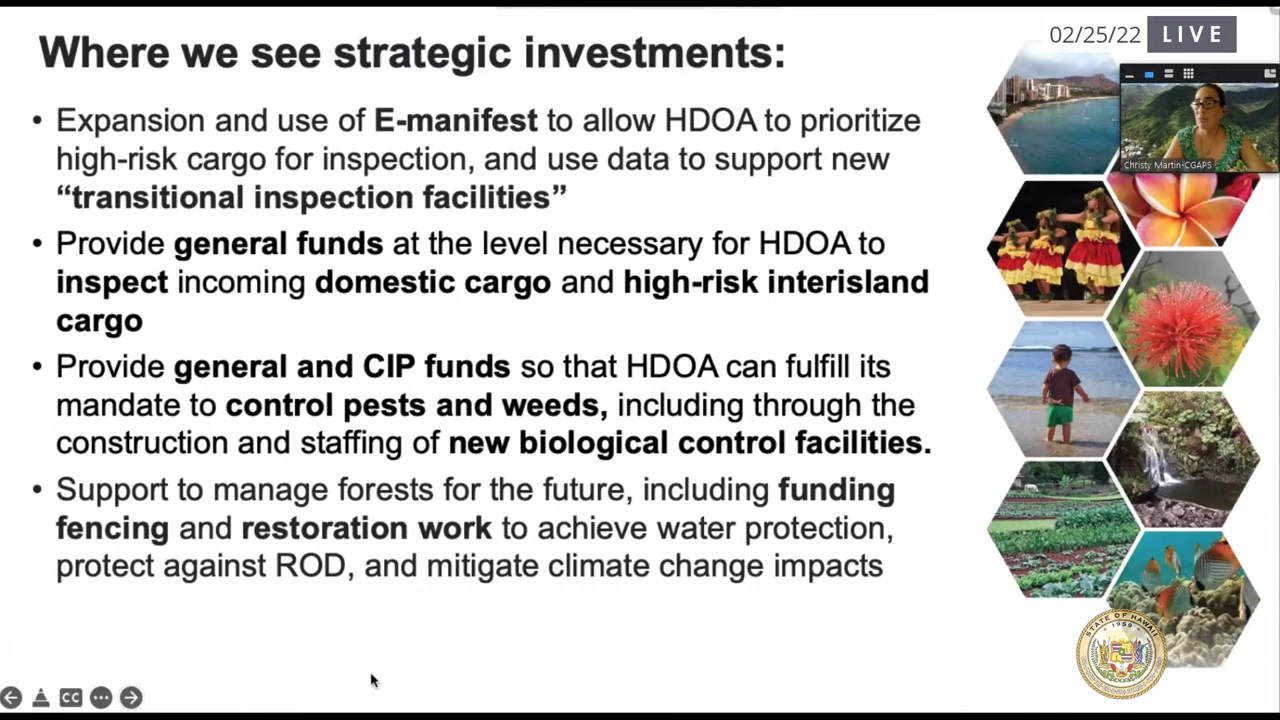 Where we see strategic investments:
02/25/22 LIVE
Christy Martin-CGAPS
• Expansion and use of E-manifest to allow HDOA to prioritize
high-risk cargo for inspection, and use data to support new
“transitional inspection facilities”
• Provide general funds at the level necessary for HDOA to
inspect incoming domestic cargo and high-risk interisland
cargo
• Provide general and CIP funds so that HDOA can fulfill its
mandate to control pests and weeds, including through the
construction and staffing of new biological control facilities.
• Support to manage forests for the future, including funding
fencing and restoration work to achieve water protection,
protect against ROD, and mitigate climate change impacts
STATE OF HAWAII
1959
CC